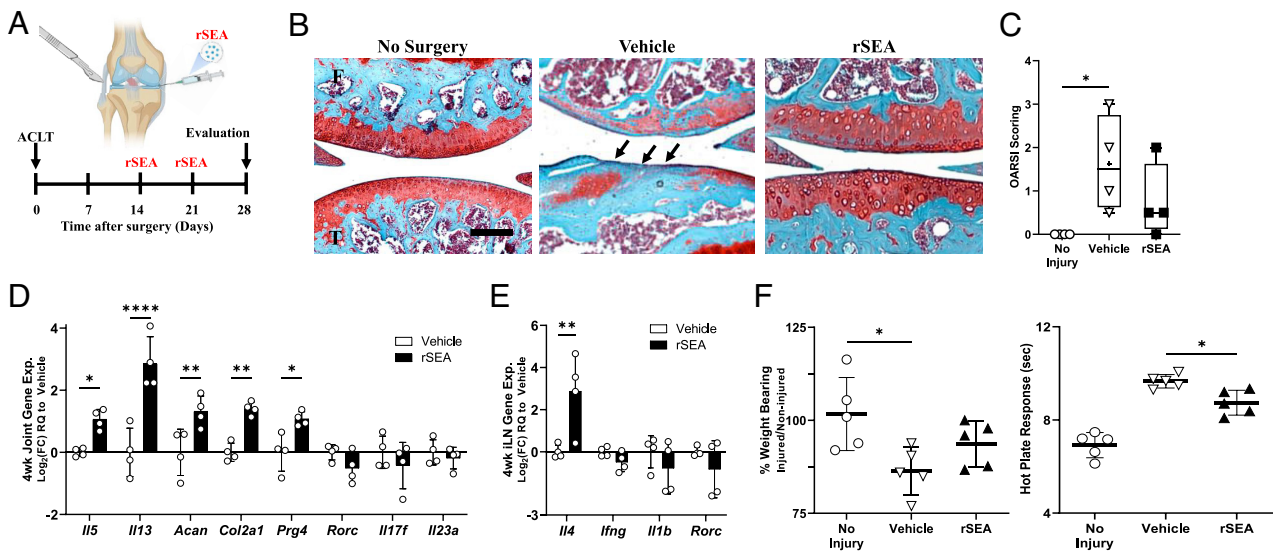 A
rSEA
ACLT
Evaluation
rSEA
rSEA
0
7
14
21
28
Time after surgery (Days)
B
No Surgery
Vehicle
rSEA
F
T
C
OARSI Scoring
4
3
2
1
0
*
No
Injury
Vehicle
rSEA
D
4wk Joint Gene Exp.
Log₂(FC) RQ to Vehicle
4
2
0
-2
*
****
**
**
*
Vehicle
rSEA
Il5
Il13
Acan
Col2a1
Prg4
Rorc
Il17f
Il23a
E
4wk iLN Gene Exp.
Log₂(FC) RQ to Vehicle
6
3
0
-3
**
Vehicle
rSEA
Il4
Ifng
Il1b
Rorc
F
% Weight Bearing
Injured/Non-injured
125
100
75
*
No
Injury
Vehicle
rSEA
Hot Plate Response (sec)
12
8
4
*
No
Injury
Vehicle
rSEA